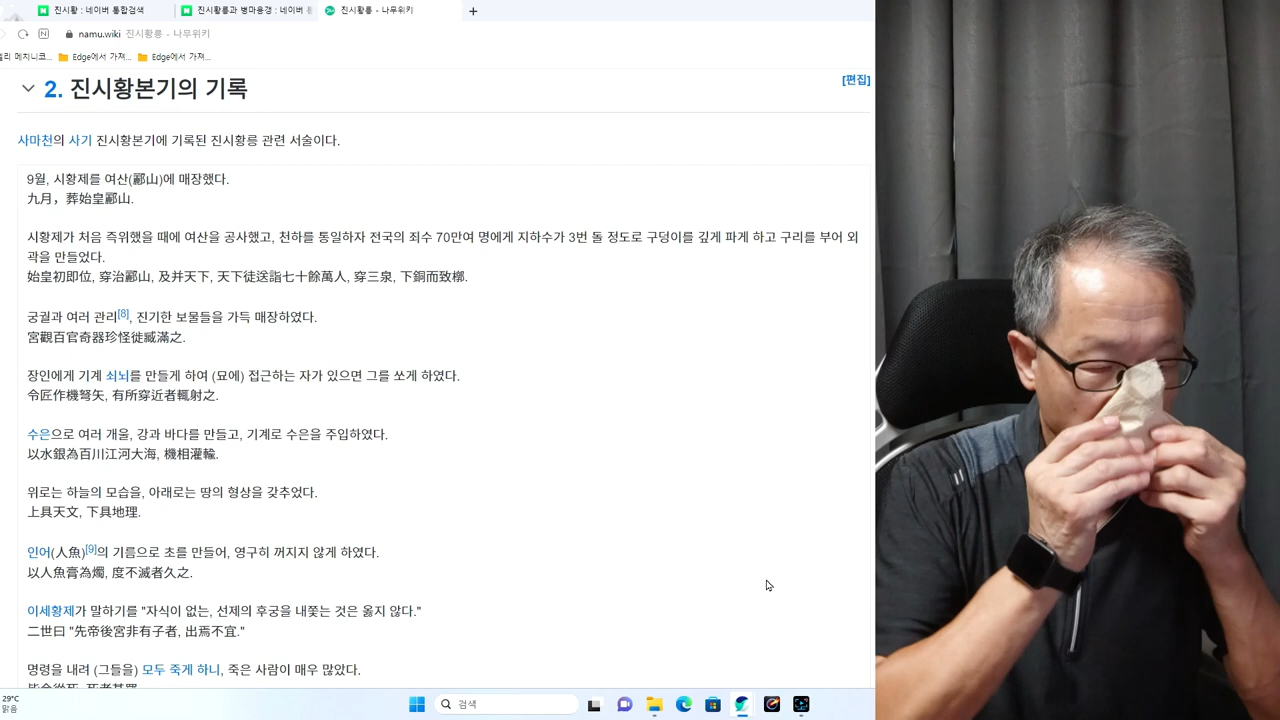 진시황 : 네이버 통합검색
진시황릉과 병마용갱 : 네이버
진시황릉 - 나무위키
namu.wiki 진시황릉 - 나무위키
리 메치니코... Edge에서 가져... Edge에서 가져...
2. 진시황본기의 기록
[편집]
사마천의 사기 진시황본기에 기록된 진시황릉 관련 서술이다.
9월, 시황제를 여산(酈山)에 매장했다.
九月，葬始皇酈山.
시황제가 처음 즉위했을 때에 여산을 공사했고, 천하를 통일하자 전국의 죄수 70만여 명에게 지하수가 3번 돌 정도로 구덩이를 깊게 파게 하고 구리를 부어 외
곽을 만들었다.
始皇初即位, 穿治酈山, 及并天下, 天下徒送詣七十餘萬人, 穿三泉, 下銅而致槨.
궁궐과 여러 관리[8], 진기한 보물들을 가득 매장하였다.
宮觀百官奇器珍怪徙臧滿之.
장인에게 기계 쇠뇌를 만들게 하여 (묘에) 접근하는 자가 있으면 그를 쏘게 하였다.
令匠作機弩矢, 有所穿近者輒射之.
수은으로 여러 개울, 강과 바다를 만들고, 기계로 수은을 주입하였다.
以水銀為百川江河大海, 機相灌輸.
위로는 하늘의 모습을, 아래로는 땅의 형상을 갖추었다.
上具天文, 下具地理.
인어(人魚)[9]의 기름으로 초를 만들어, 영구히 꺼지지 않게 하였다.
以人魚膏為燭, 度不滅者久之.
이세황제가 말하기를 "자식이 없는, 선제의 후궁을 내쫓는 것은 옳지 않다."
二世曰 "先帝後宮非有子者, 出焉不宜."
명령을 내려 (그들을) 모두 죽게 하니, 죽은 사람이 매우 많았다.
29°C
맑음
검색